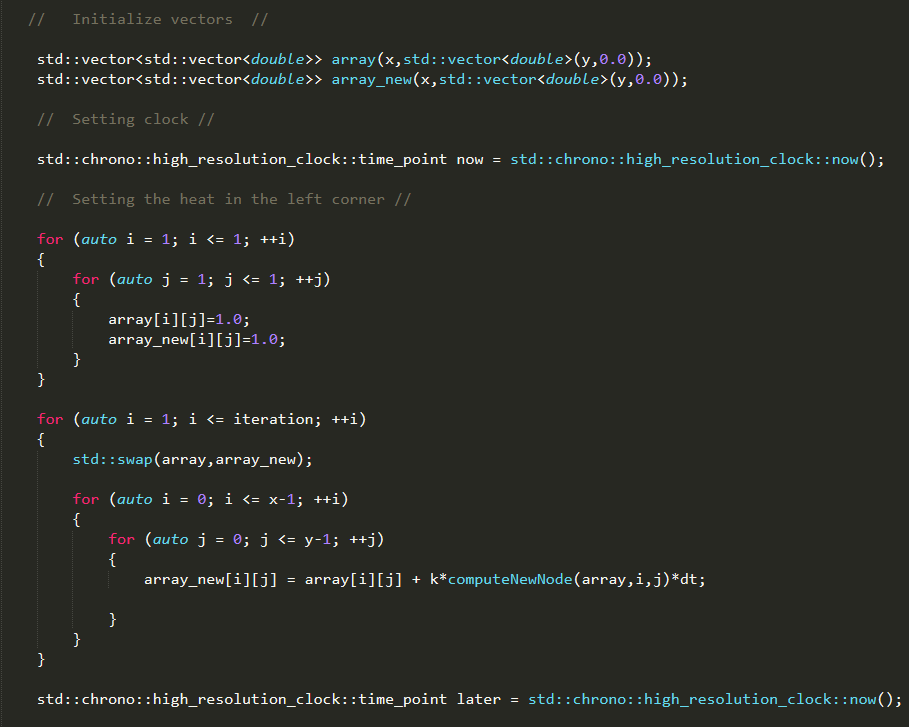 //   Initialize vectors  //
std::vector<std::vector<double>> array(x,std::vector<double>(y,0.0));
std::vector<std::vector<double>> array_new(x,std::vector<double>(y,0.0));
//  Setting clock //
std::chrono::high_resolution_clock::time_point now = std::chrono::high_resolution_clock::now();
//  Setting the heat in the left corner //
for (auto i = 1; i <= 1; ++i)
{
    for (auto j = 1; j <= 1; ++j)
    {
        array[i][j]=1.0;
        array_new[i][j]=1.0;
    }
}
for (auto i = 1; i <= iteration; ++i)
{
    std::swap(array,array_new);
    for (auto i = 0; i <= x-1; ++i)
    {
        for (auto j = 0; j <= y-1; ++j)
        {
            array_new[i][j] = array[i][j] + k*computeNewNode(array,i,j)*dt;
        }
    }
}
std::chrono::high_resolution_clock::time_point later = std::chrono::high_resolution_clock::now();